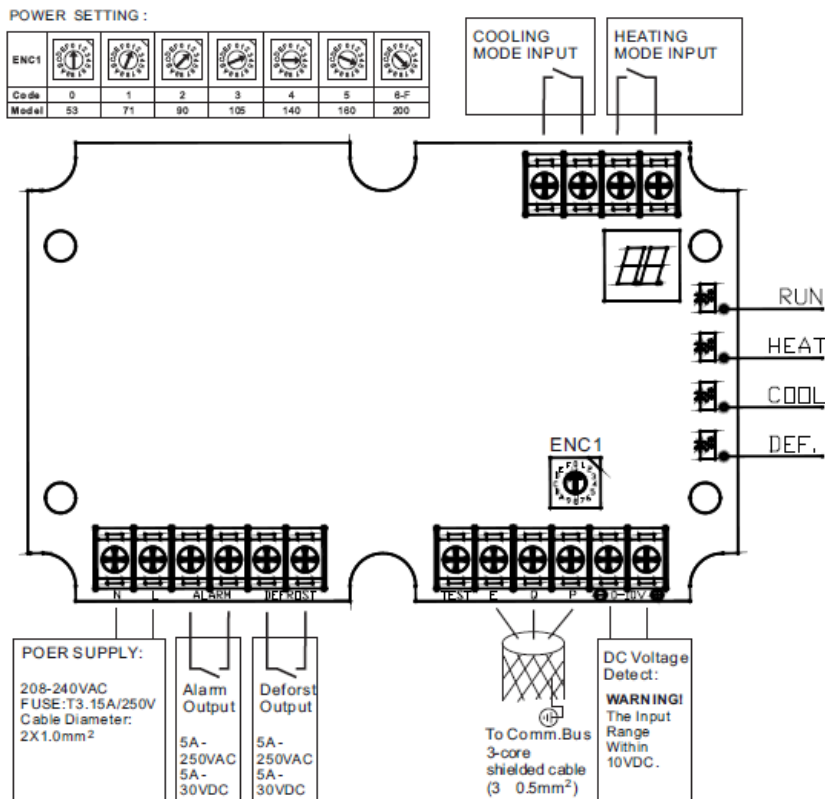 POWER SETTING :
ENC1
Code 0 1 2 3 4 5 6-F
Model 53 71 90 105 140 160 200
COOLING
MODE INPUT
HEATING
MODE INPUT
RUN
HEAT
COOL
DEF.
ENC1
N L ALARM DEFROST
TEST E Q P 0-10V
POER SUPPLY:
208-240VAC
FUSE:T3.15A/250V
Cable Diameter:
2X1.0mm²
Alarm
Output
5A-
250VAC
5A-
30VDC
Deforst
Output
5A-
250VAC
5A-
30VDC
To Comm.Bus
3-core
shielded cable
(3 0.5mm²)
DC Voltage
Detect:
WARNING!
The Input
Range
Within
10VDC.